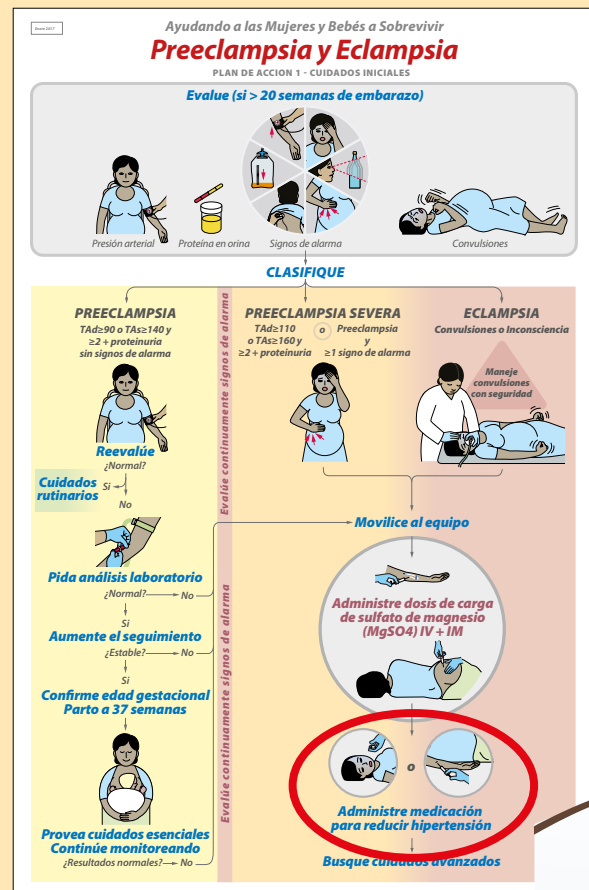 Enero 2017
Ayudando a las Mujeres y Bebés a Sobrevivir
Preeclampsia y Eclampsia
PLAN DE ACCION 1 - CUIDADOS INICIALES
Evalue (si > 20 semanas de embarazo)
Presión arterial
Proteína en orina
Signos de alarma
Convulsiones
CLASIFIQUE
PREECLAMPSIA
TAd≥90 o TAs≥140 y
≥2 + proteinuria
sin signos de alarma
Reevalúe
¿Normal?
Si
Cuidados
rutinarios
No
Pida análisis laboratorio
¿Normal?
No
Si
Aumente el seguimiento
¿Estable?
No
Si
Confirme edad gestacional
Parto a 37 semanas
Provea cuidados esenciales
Continúe monitoreando
¿Resultados normales?
No
Evalúe contínuamente signos de alarma
Evalúe contínuamente signos de alarma
PREECLAMPSIA SEVERA
TAd≥110
o TAs≥160 y
≥2 + proteinuria
o
Preeclampsia
y
≥1 signo de alarma
ECLAMPSIA
Convulsiones o Inconsciencia
Maneje
convulsiones
con seguridad
Movilice al equipo
Administre dosis de carga
de sulfato de magnesio
(MgSO4) IV + IM
o
Administre medicación
para reducir hipertensión
Busque cuidados avanzados